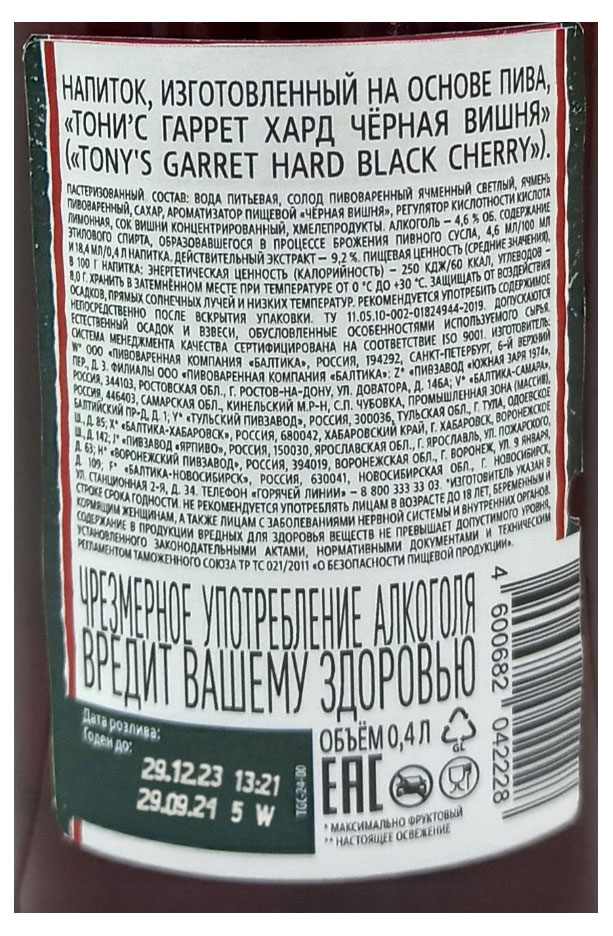 НАПИТОК, ИЗГОТОВЛЕННЫЙ НА ОСНОВЕ ПИВА,
«ТОНИ'С ГАРРЕТ ХАРД ЧЁРНАЯ ВИШНЯ»
(«TONY'S GARRET HARD BLACK CHERRY»).
ПАСТЕРИЗОВАННЫЙ. СОСТАВ: ВОДА ПИТЬЕВАЯ, СОЛОД ПИВОВАРЕННЫЙ ЯЧМЕННЫЙ СВЕТЛЫЙ, ЯЧМЕНЬ
ПИВОВАРЕННЫЙ, САХАР, АРОМАТИЗАТОР ПИЩЕВОЙ «ЧЁРНАЯ ВИШНЯ», РЕГУЛЯТОР КИСЛОТНОСТИ КИСЛОТА
ЛИМОННАЯ, СОК ВИШНИ КОНЦЕНТРИРОВАННЫЙ, ХМЕЛЕПРОДУКТЫ. АЛКОГОЛЬ – 4,6 % ОБ. СОДЕРЖАНИЕ
ЭТИЛОВОГО СПИРТА, ОБРАЗОВАВШЕГОСЯ В ПРОЦЕССЕ БРОЖЕНИЯ ПИВНОГО СУСЛА, 4,6 МЛ/100 МЛ
И 18,4 МЛ/0,4 Л НАПИТКА. ДЕЙСТВИТЕЛЬНЫЙ ЭКСТРАКТ – 9,2 %. ПИЩЕВАЯ ЦЕННОСТЬ (СРЕДНИЕ ЗНАЧЕНИЯ),
В 100 Г НАПИТКА: ЭНЕРГЕТИЧЕСКАЯ ЦЕННОСТЬ (КАЛОРИЙНОСТЬ) – 250 КДЖ/60 ККАЛ, УГЛЕВОДОВ –
8,0 Г. ХРАНИТЬ В ЗАТЕМНЁННОМ МЕСТЕ ПРИ ТЕМПЕРАТУРЕ ОТ 0 °C ДО +30 °C. ЗАЩИЩАТЬ ОТ ВОЗДЕЙСТВИЯ
ОСАДКОВ, ПРЯМЫХ СОЛНЕЧНЫХ ЛУЧЕЙ И НИЗКИХ ТЕМПЕРАТУР. РЕКОМЕНДУЕТСЯ УПОТРЕБИТЬ СОДЕРЖИМОЕ
НЕПОСРЕДСТВЕННО ПОСЛЕ ВСКРЫТИЯ УПАКОВКИ. ТУ 11.05.10-002-01824944-2019. ДОПУСКАЮТСЯ
ЕСТЕСТВЕННЫЙ ОСАДОК И ВЗВЕСИ, ОБУСЛОВЛЕННЫЕ ОСОБЕННОСТЯМИ ИСПОЛЬЗУЕМОГО СЫРЬЯ.
СИСТЕМА МЕНЕДЖМЕНТА КАЧЕСТВА СЕРТИФИЦИРОВАНА НА СООТВЕТСТВИЕ ISO 9001. ИЗГОТОВИТЕЛЬ:
W* ООО «ПИВОВАРЕННАЯ КОМПАНИЯ «БАЛТИКА», РОССИЯ, 194292, САНКТ-ПЕТЕРБУРГ, 6-Й ВЕРХНИЙ
ПЕР., Д. 3. ФИЛИАЛЫ ООО «ПИВОВАРЕННАЯ КОМПАНИЯ «БАЛТИКА»: Z* «ПИВЗАВОД «ЮЖНАЯ ЗАРЯ 1974»,
РОССИЯ, 344103, РОСТОВСКАЯ ОБЛ., Г. РОСТОВ-НА-ДОНУ, УЛ. ДОВАТОРА, Д. 146А; V* «БАЛТИКА-САМАРА»,
РОССИЯ, 446403, САМАРСКАЯ ОБЛ., КИНЕЛЬСКИЙ М.Р-Н, С.П. ЧУБОВКА, ПРОМЫШЛЕННАЯ ЗОНА (МАССИВ),
БАЛТИЙСКИЙ ПР-Д, Д. 1; Y* «ТУЛЬСКИЙ ПИВЗАВОД», РОССИЯ, 300036, ТУЛЬСКАЯ ОБЛ., Г. ТУЛА, ОДОЕВСКОЕ
Ш., Д. 85; X* «БАЛТИКА-ХАБАРОВСК», РОССИЯ, 680042, ХАБАРОВСКИЙ КРАЙ, Г. ХАБАРОВСК, ВОРОНЕЖСКОЕ
Ш., Д. 142; J* «ПИВЗАВОД «ЯРПИВО», РОССИЯ, 150030, ЯРОСЛАВСКАЯ ОБЛ., Г. ЯРОСЛАВЛЬ, УЛ. ПОЖАРСКОГО,
Д. 63; H* «ВОРОНЕЖСКИЙ ПИВЗАВОД», РОССИЯ, 394019, ВОРОНЕЖСКАЯ ОБЛ., Г. ВОРОНЕЖ, УЛ. 9 ЯНВАРЯ,
Д. 109; F* «БАЛТИКА-НОВОСИБИРСК», РОССИЯ, 630041, НОВОСИБИРСКАЯ ОБЛ., Г. НОВОСИБИРСК,
УЛ. СТАНЦИОННАЯ 2-Я, Д. 34. ТЕЛЕФОН «ГОРЯЧЕЙ ЛИНИИ» – 8 800 333 33 03. *ИЗГОТОВИТЕЛЬ УКАЗАН В
СТРОКЕ СРОКА ГОДНОСТИ. НЕ РЕКОМЕНДУЕТСЯ УПОТРЕБЛЯТЬ ЛИЦАМ В ВОЗРАСТЕ ДО 18 ЛЕТ, БЕРЕМЕННЫМ И
КОРМЯЩИМ ЖЕНЩИНАМ, А ТАКЖЕ ЛИЦАМ С ЗАБОЛЕВАНИЯМИ НЕРВНОЙ СИСТЕМЫ И ВНУТРЕННИХ ОРГАНОВ.
СОДЕРЖАНИЕ В ПРОДУКЦИИ ВРЕДНЫХ ДЛЯ ЗДОРОВЬЯ ВЕЩЕСТВ НЕ ПРЕВЫШАЕТ ДОПУСТИМОГО УРОВНЯ,
УСТАНОВЛЕННОГО ЗАКОНОДАТЕЛЬНЫМИ АКТАМИ, НОРМАТИВНЫМИ ДОКУМЕНТАМИ И ТЕХНИЧЕСКИМ
РЕГЛАМЕНТОМ ТАМОЖЕННОГО СОЮЗА ТР ТС 021/2011 «О БЕЗОПАСНОСТИ ПИЩЕВОЙ ПРОДУКЦИИ».
ЧРЕЗМЕРНОЕ УПОТРЕБЛЕНИЕ АЛКОГОЛЯ
ВРЕДИТ ВАШЕМУ ЗДОРОВЬЮ
Дата розлива:
Годен до:
29.12.23 13:21
29.09.24 5 W
TGC-24-00
ОБЪЁМ 0,4 Л
GL
EAC
* МАКСИМАЛЬНО ФРУКТОВЫЙ
** НАСТОЯЩЕЕ ОСВЕЖЕНИЕ
4 600682 042228